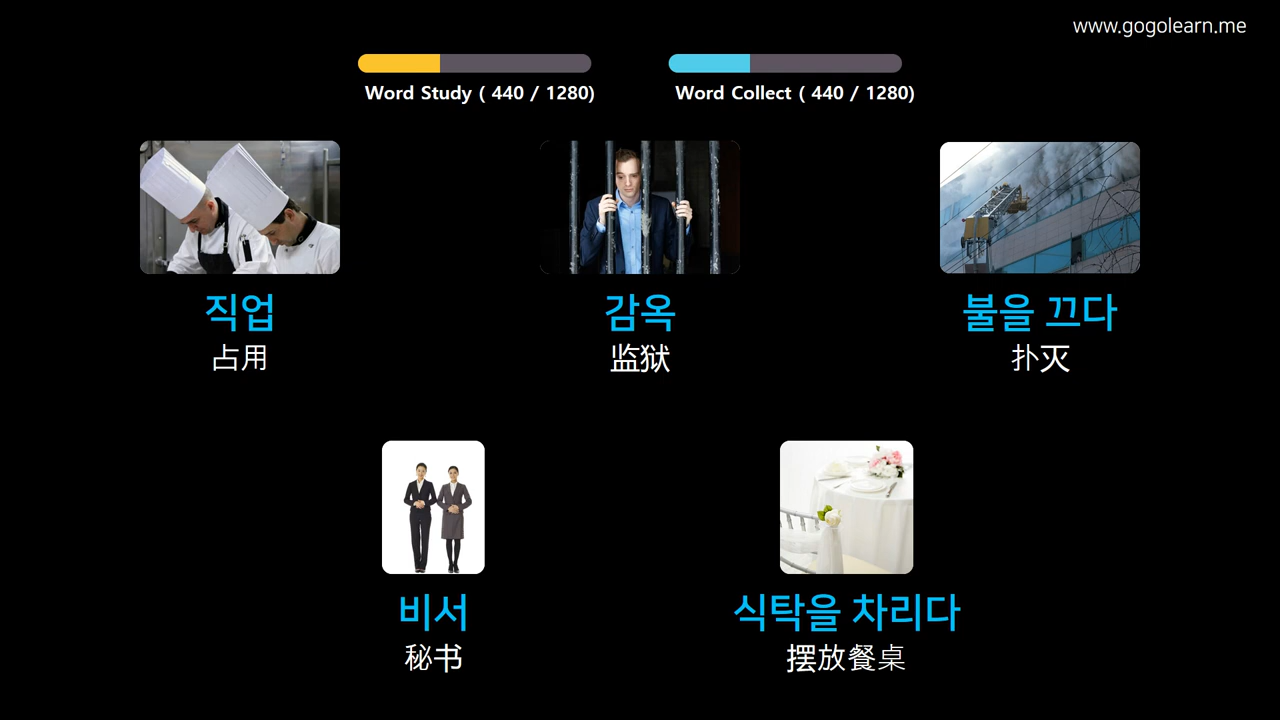 www.gogolearn.me
Word Study ( 440 / 1280)
Word Collect ( 440 / 1280)
직업
占用
감옥
监狱
불을 끄다
扑灭
비서
秘书
식탁을 차리다
摆放餐桌